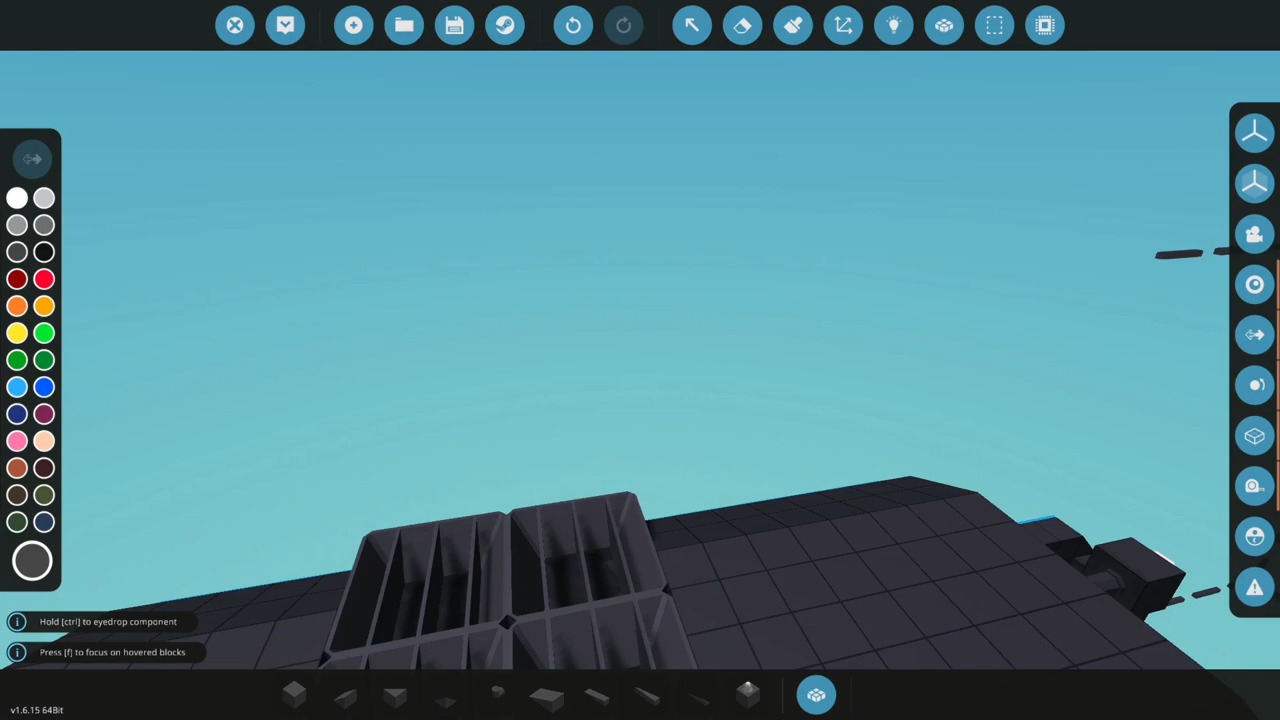 Hold [ctrl] to eyedrop component
Press [f] to focus on hovered blocks
v1.6.15 64Bit